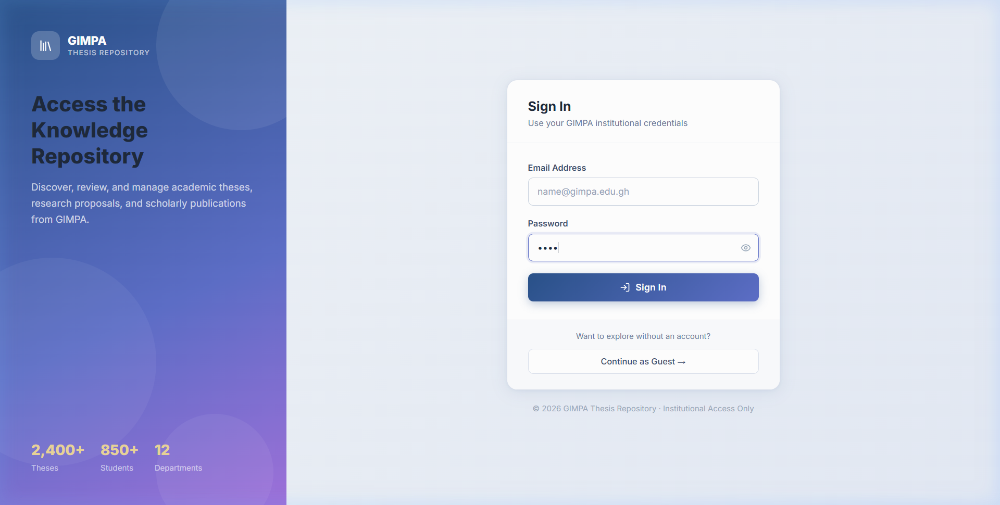 GIMPA
THESIS REPOSITORY
Access the
Knowledge
Repository
Discover, review, and manage academic theses,
research proposals, and scholarly publications
from GIMPA.
2,400+
Theses
850+
Students
12
Departments
Sign In
Use your GIMPA institutional credentials
Email Address
name@gimpa.edu.gh
Password
••••
Sign In
Want to explore without an account?
Continue as Guest →
© 2026 GIMPA Thesis Repository · Institutional Access Only